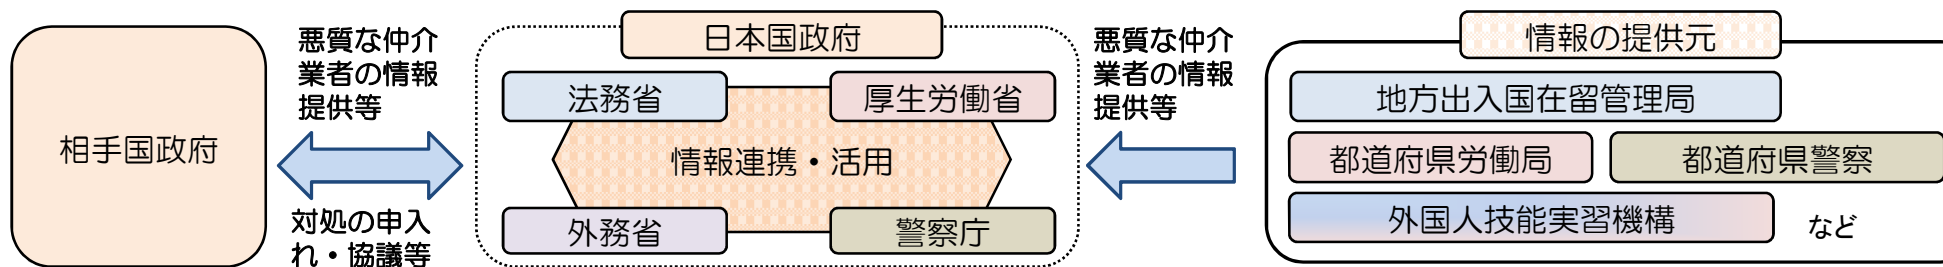 相手国政府
悪質な仲介
業者の情報
提供等
対処の申入
れ・協議等
日本国政府
法務省
厚生労働省
情報連携・活用
外務省
警察庁
悪質な仲介
業者の情報
提供等
情報の提供元
地方出入国在留管理局
都道府県労働局
都道府県警察
外国人技能実習機構
など